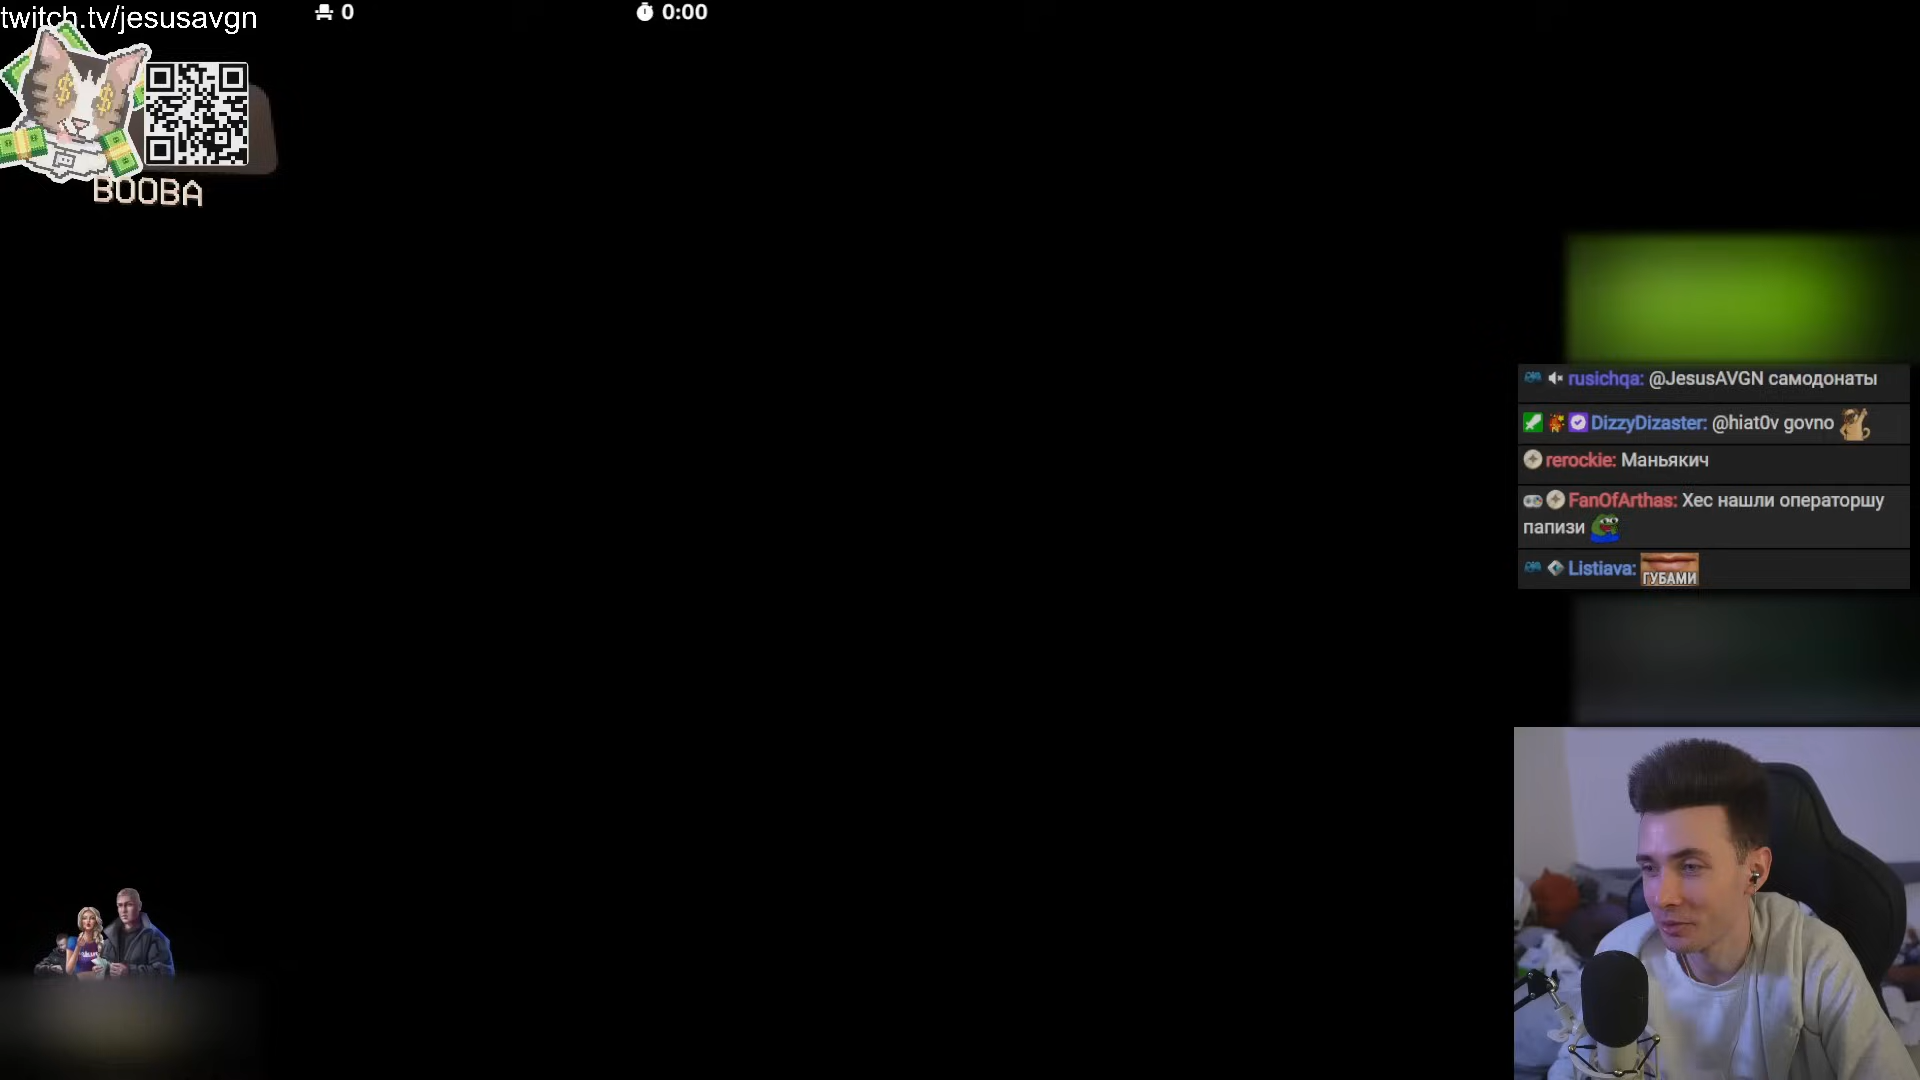 twitch.tv/jesusavgn
0
0:00
BOOBA
rusichqa: @JesusAVGN самодонаты
DizzyDizaster: @hiat0v govno
rerockie: Маньякич
FanOfArthas: Хес нашли операторшу
папизи
Listiava: ГУБАМИ